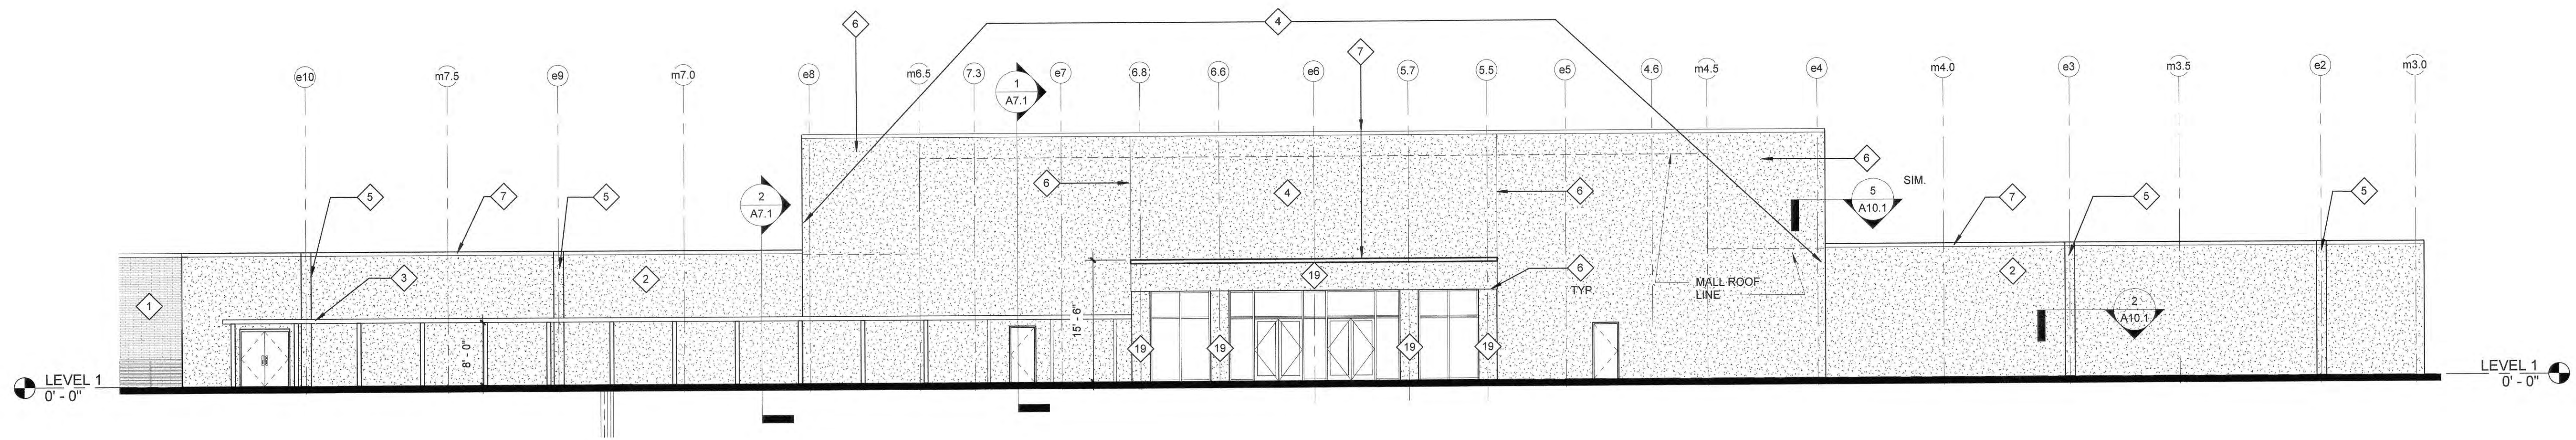 6
4
7
e10
m7.5
e9
m7.0
e8
m6.5
7.3
1
A7.1
e7
6.8
6.6
e6
5.7
5.5
e5
4.6
m4.5
e4
m4.0
e3
m3.5
e2
m3.0
5
7
5
2
A7.1
6
4
6
6
5
A10.1
SIM.
7
5
5
1
3
2
19
6
TYP.
MALL ROOF
LINE
2
2
A10.1
15' - 6"
8' - 0"
19
19
19
19
LEVEL 1
0' - 0"
LEVEL 1
0' - 0"